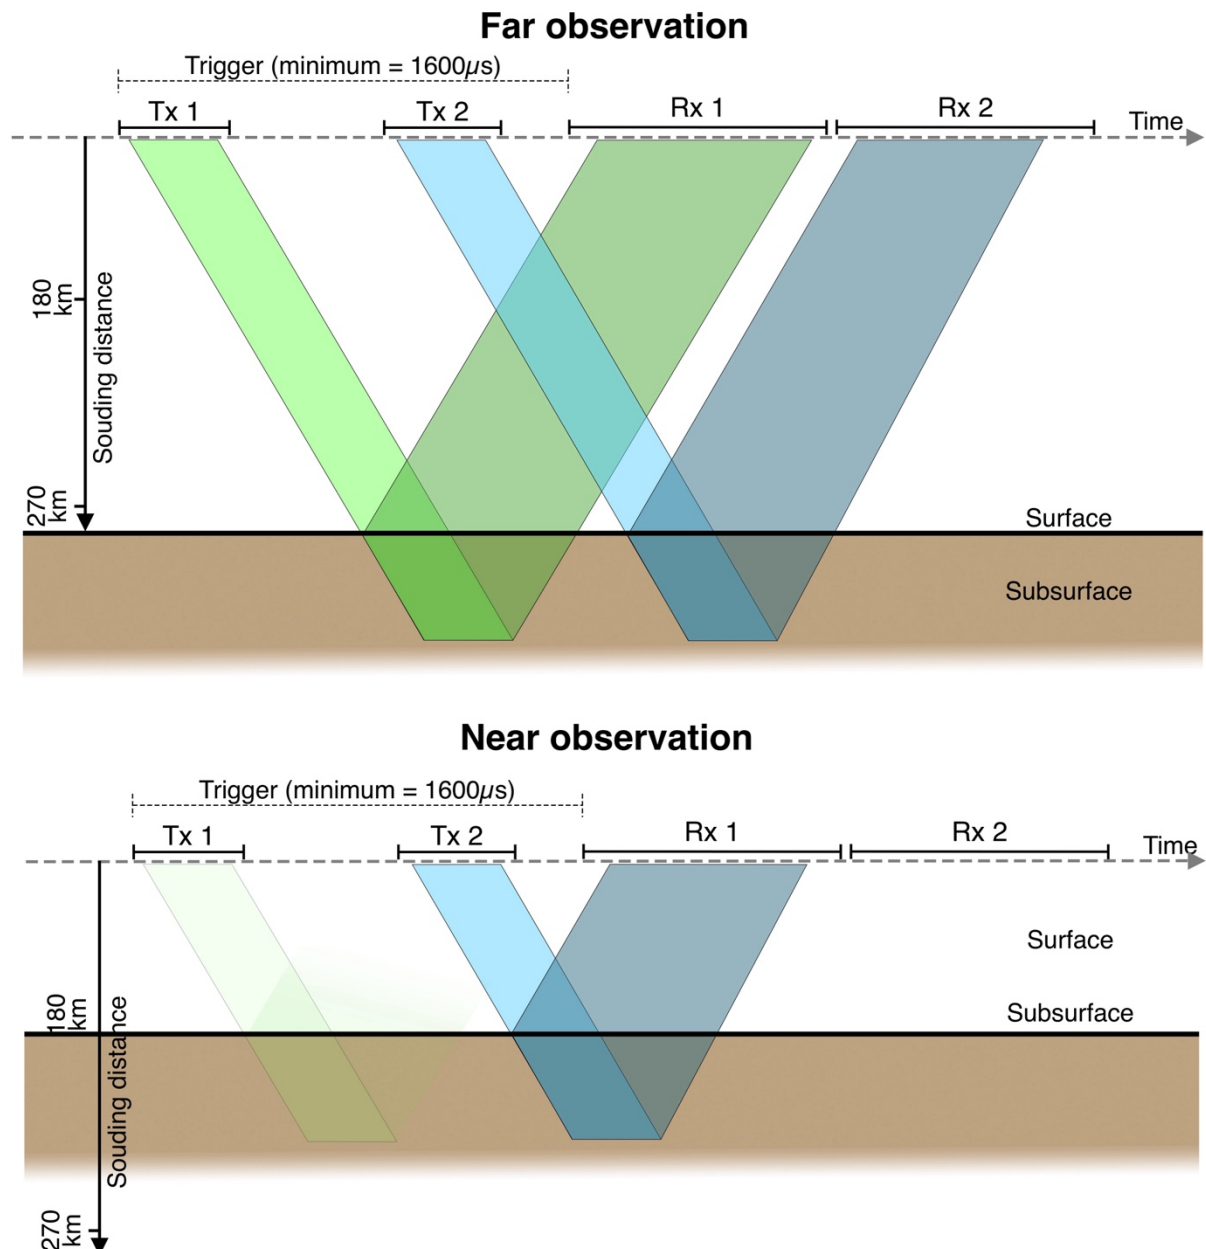 Far observation
Trigger (minimum = 1600µs)
Tx 1
Tx 2
Rx 1
Rx 2
Time
180 km
Souding distance
270 km
Surface
Subsurface
Near observation
Trigger (minimum = 1600µs)
Tx 1
Tx 2
Rx 1
Rx 2
Time
Surface
180 km
Subsurface
Souding distance
270 km